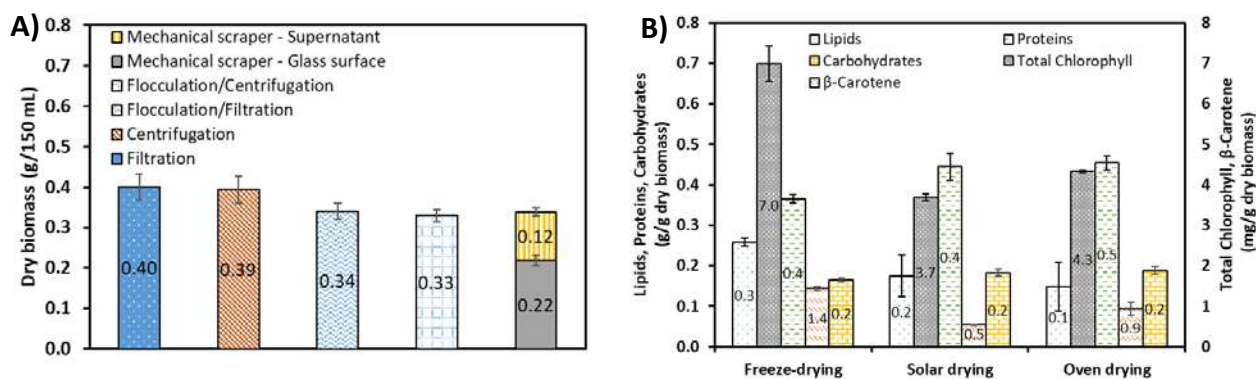 A)
Dry biomass (g/150 mL)
0.8
0.7
0.6
0.5
0.4
0.3
0.2
0.1
0.0
Mechanical scraper - Supernatant
Mechanical scraper - Glass surface
Flocculation/Centrifugation
Flocculation/Filtration
Centrifugation
Filtration
0.40
0.39
0.34
0.33
0.12
0.22
B)
Lipids, Proteins, Carbohydrates
(g/g dry biomass)
0.8
0.7
0.6
0.5
0.4
0.3
0.2
0.1
0.0
Lipids
Proteins
Carbohydrates
Total Chlorophyll
β-Carotene
0.3
7.0
0.4
1.4
0.2
0.2
3.7
0.4
0.5
0.2
0.1
4.3
0.5
0.9
0.2
Freeze-drying
Solar drying
Oven drying
8
7
6
5
4
3
2
1
0
Total Chlorophyll, β-Carotene
(mg/g dry biomass)